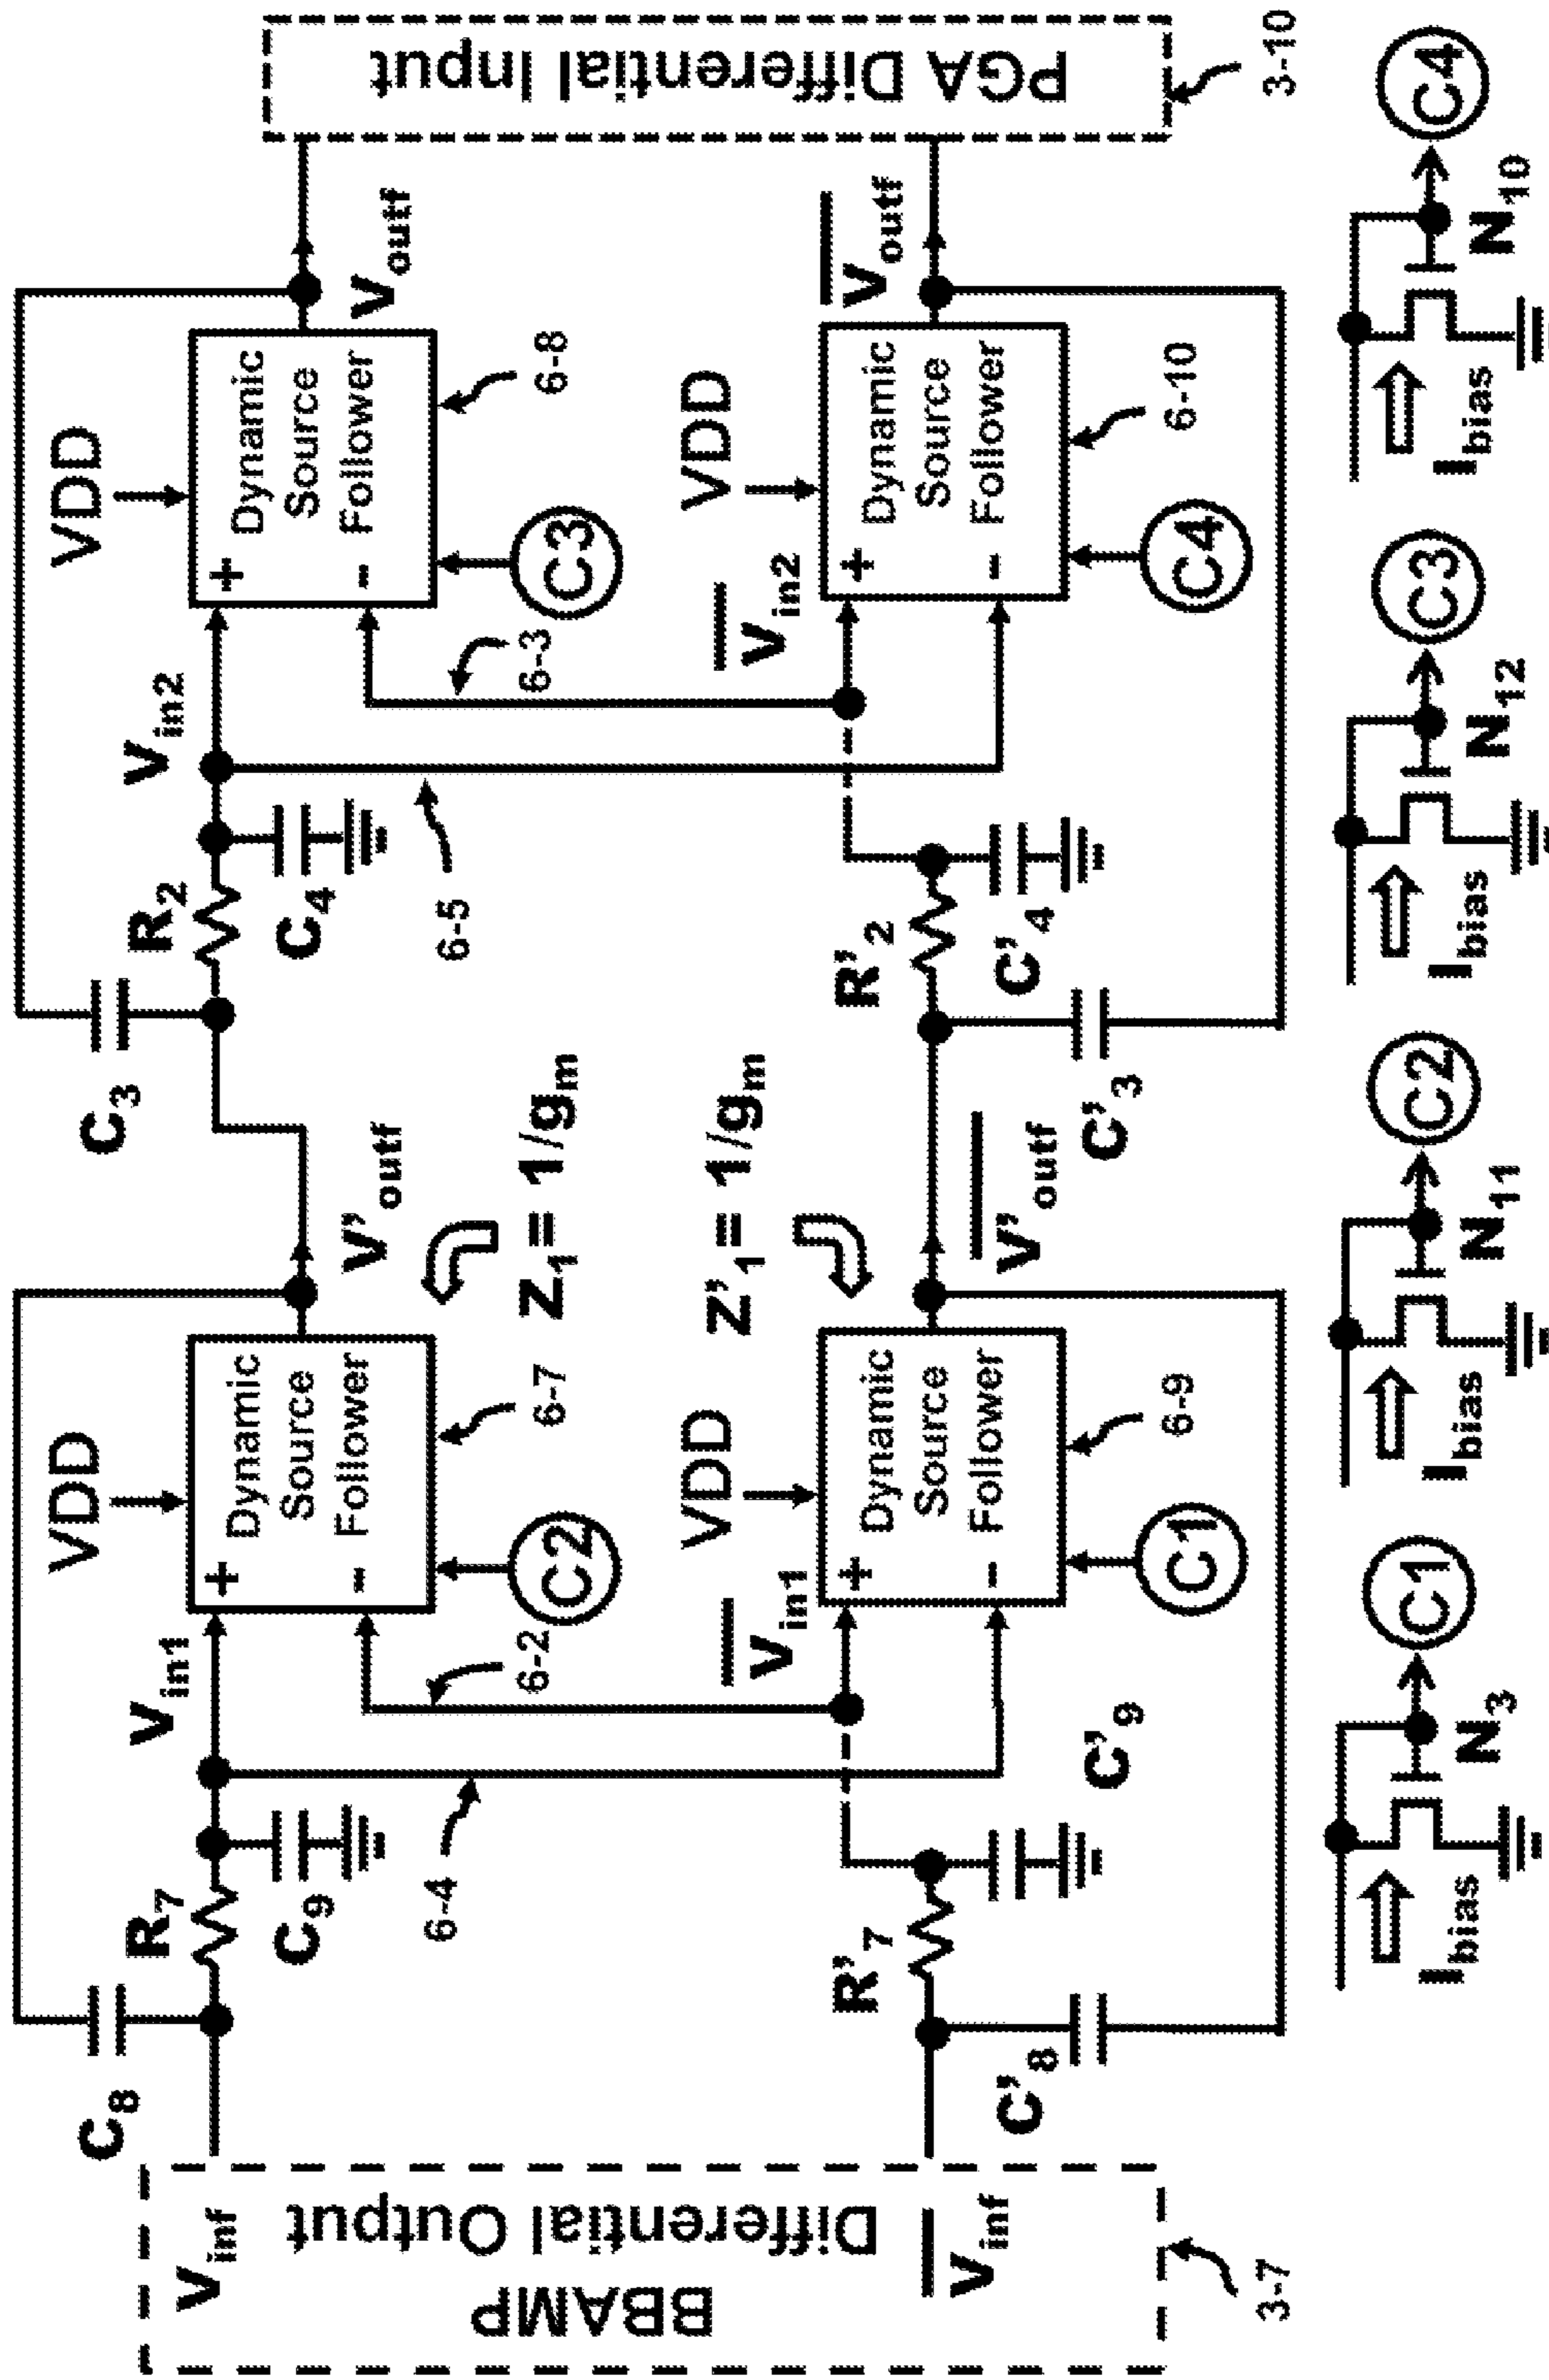 BBAMP
Differential Output
V̅inf
Vinf
3-7
C8
R7
C9
Vin1
6-4
6-2
VDD
+
-
Dynamic
Source
Follower
C2
6-7
V'outf
Z1= 1/gm
C'8
R'7
C'9
V̅in1
VDD
+
-
Dynamic
Source
Follower
C1
6-9
V̅'outf
Z'1= 1/gm
C3
R2
C4
Vin2
6-5
6-3
VDD
+
-
Dynamic
Source
Follower
C3
6-8
Voutf
C'3
R'2
C'4
V̅in2
VDD
+
-
Dynamic
Source
Follower
C4
6-10
V̅outf
PGA Differential Input
3-10
Ibias
N3
C1
Ibias
N11
C2
Ibias
N12
C3
Ibias
N10
C4